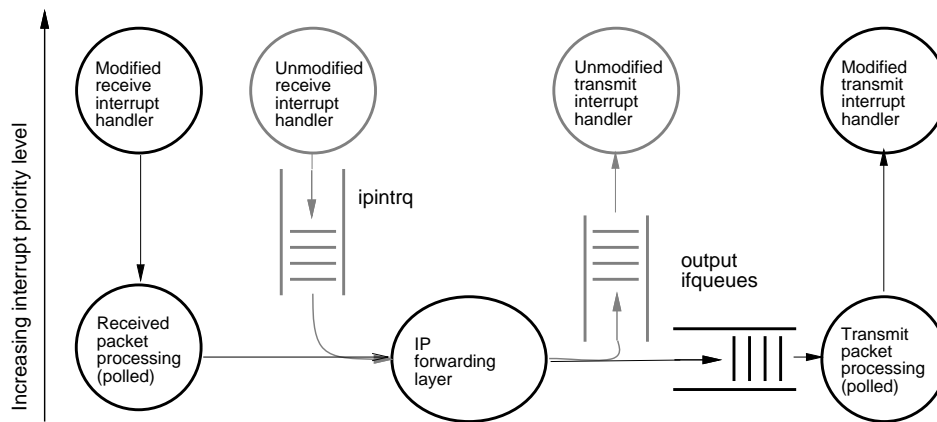 Increasing interrupt priority level
Modified
receive
interrupt
handler
Unmodified
receive
interrupt
handler
Unmodified
transmit
interrupt
handler
Modified
transmit
interrupt
handler
ipintrq
output
ifqueues
Received
packet
processing
(polled)
IP
forwarding
layer
Transmit
packet
processing
(polled)